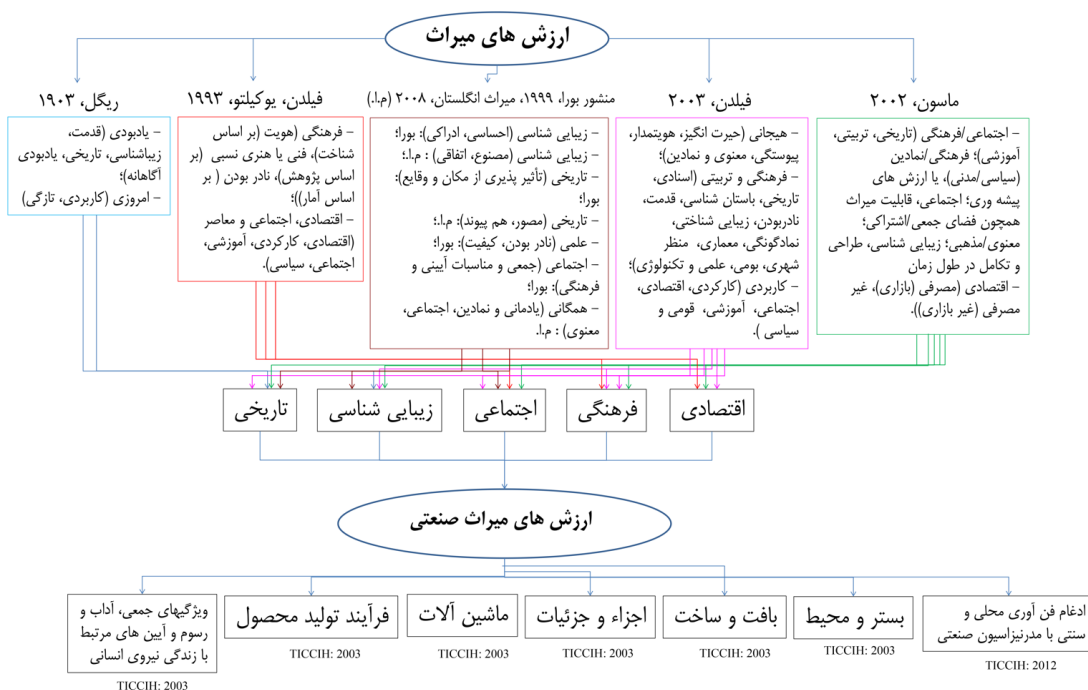 ارزش های میراث
ماسون، ۲۰۰۲
– اجتماعی/فرهنگی (تاریخی، تربیتی،
آموزشی)؛ فرهنگی/نمادین
(سیاسی/مدنی)، یا ارزش های
پیشه وری؛ اجتماعی، قابلیت میراث
همچون فضای جمعی/اشتراکی؛
معنوی/مذهبی؛ زیبایی شناسی، طراحی
و تکامل در طول زمان
– اقتصادی (مصرفی (بازاری)، غیر
مصرفی (غیر بازاری)).
فیلدن، ۲۰۰۳
– هیجانی (حیرت انگیز، هویتمدار،
پیوستگی، معنوی و نمادین)؛
– فرهنگی و تربیتی (اسنادی،
تاریخی، باستان شناسی، قدمت،
نادربودن، زیبایی شناختی،
نمادگونگی، معماری، منظر
شهری، بومی، علمی و تکنولوژی)؛
– کاربردی (کارکردی، اقتصادی،
اجتماعی، آموزشی، قومی و
سیاسی ).
منشور بورا، ۱۹۹۹، میراث انگلستان، ۲۰۰۸ (م.ا.)
– زیبایی شناسی (احساسی، ادراکی): بورا؛
– زیبایی شناسی (مصنوع، اتفاقی) : م.ا.؛
– تاریخی (تأثیر پذیری از مکان و وقایع):
بورا؛
– تاریخی (مصور، هم پیوند): م.ا.؛
– علمی (نادر بودن، کیفیت): بورا؛
– اجتماعی (جمعی و مناسبات آیینی و
فرهنگی): بورا؛
– همگانی (یادمانی و نمادین، اجتماعی،
معنوی) : م.ا.
فیلدن، یوکیلتو، ۱۹۹۳
– فرهنگی (هویت (بر اساس
شناخت)، فنی یا هنری نسبی (بر
اساس پژوهش)، نادر بودن ( بر
اساس آمار))؛
– اقتصادی، اجتماعی و معاصر
(اقتصادی، کارکردی، آموزشی،
اجتماعی، سیاسی).
ریگل، ۱۹۰۳
– یادبودی (قدمت،
زیباشناسی، تاریخی، یادبودی
آگاهانه)؛
– امروزی (کاربردی، تازگی)
اقتصادی
فرهنگی
اجتماعی
زیبایی شناسی
تاریخی
ارزش های میراث صنعتی
ادغام فن آوری محلی و
سنتی با مدرنیزاسیون صنعتی
TICCIH: 2012
بستر و محیط
TICCIH: 2003
بافت و ساخت
TICCIH: 2003
اجزاء و جزئیات
TICCIH: 2003
ماشین آلات
TICCIH: 2003
فرآیند تولید محصول
TICCIH: 2003
ویژگیهای جمعی، آداب و
رسوم و آیین های مرتبط
با زندگی نیروی انسانی
TICCIH: 2003